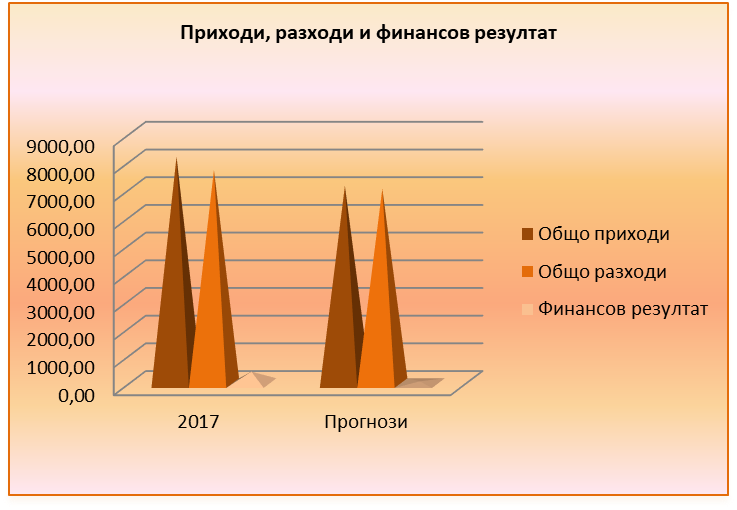 Приходи, разходи и финансов резултат
9000,00
8000,00
7000,00
6000,00
5000,00
4000,00
3000,00
2000,00
1000,00
0,00
2017
Прогнози
Общо приходи
Общо разходи
Финансов резултат